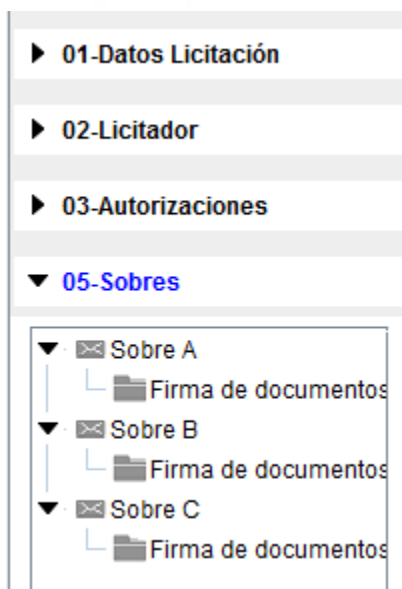 01-Datos Licitación
02-Licitador
03-Autorizaciones
05-Sobres
Sobre A
Firma de documentos
Sobre B
Firma de documentos
Sobre C
Firma de documentos